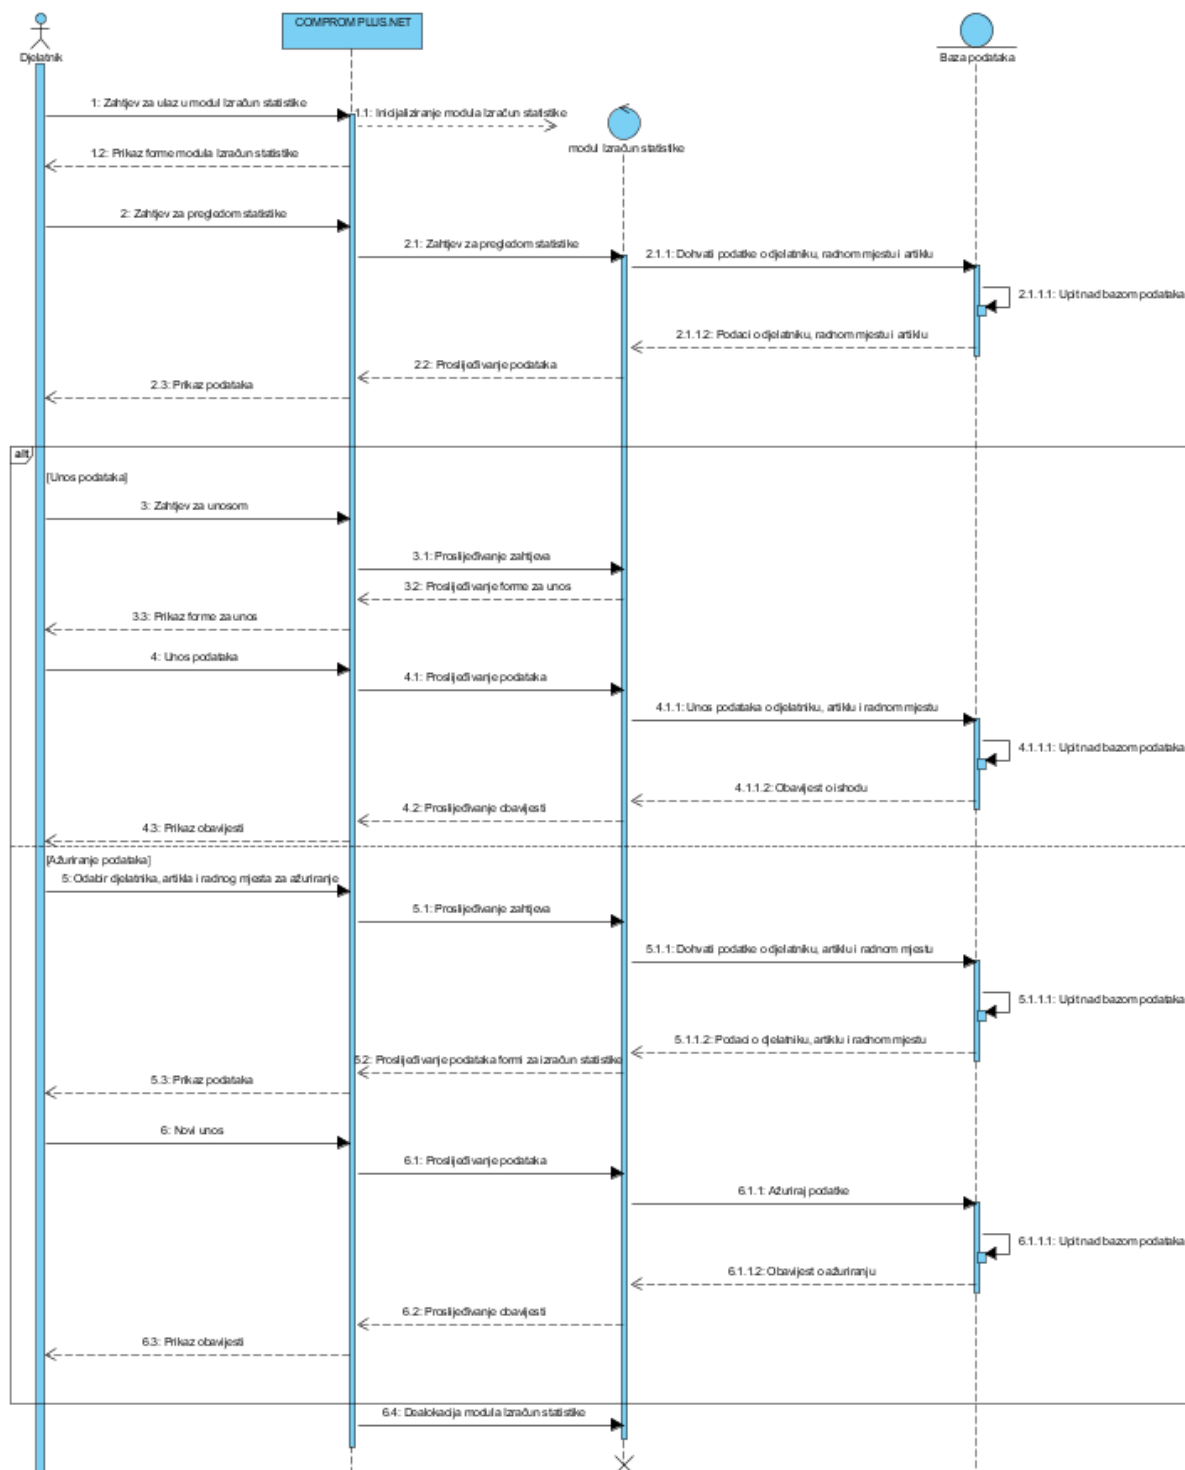 COMPROM PLUS.NET
Djelatnik
Baza podataka
1: Zahtjev za ulaz u modul Izračun statistike
1.1: Inicijaliziranje modula Izračun statistike
modul Izračun statistike
1.2: Prikaz forme modula Izračun statistike
2: Zahtjev za pregledom statistike
2.1: Zahtjev za pregledom statistike
2.1.1: Dohvati podatke o djelatniku, radnom mjestu i artiklu
2.1.1.1: Upit nad bazom podataka
2.1.1.2: Podaci o djelatniku, radnom mjestu i artiklu
2.2: Proslijeđivanje podataka
2.3: Prikaz podataka
alt
[Unos podataka]
3: Zahtjev za unosom
3.1: Proslijeđivanje zahtjeva
3.2: Proslijeđivanje forme za unos
3.3: Prikaz forme za unos
4: Unos podataka
4.1: Proslijeđivanje podataka
4.1.1: Unos podataka o djelatniku, artiklu i radnom mjestu
4.1.1.1: Upit nad bazom podataka
4.1.1.2: Obavijest o ishodu
4.2: Proslijeđivanje obavijesti
4.3: Prikaz obavijesti
[Ažuriranje podataka]
5: Odabir djelatnika, artikla i radnog mjesta za ažuriranje
5.1: Proslijeđivanje zahtjeva
5.1.1: Dohvati podatke o djelatniku, artiklu i radnom mjestu
5.1.1.1: Upit nad bazom podataka
5.1.1.2: Podaci o djelatniku, artiklu i radnom mjestu
5.2: Proslijeđivanje podataka formi za izračun statistike
5.3: Prikaz podataka
6: Novi unos
6.1: Proslijeđivanje podataka
6.1.1: Ažuriraj podatke
6.1.1.1: Upit nad bazom podataka
6.1.1.2: Obavijest o ažuriranju
6.2: Proslijeđivanje obavijesti
6.3: Prikaz obavijesti
6.4: Dealokacija modula Izračun statistike